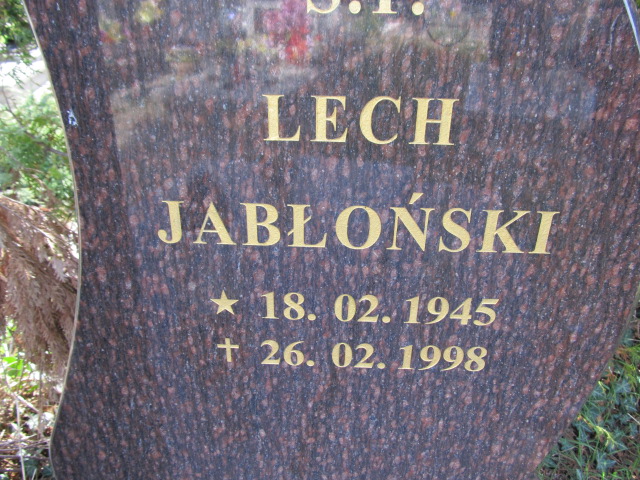 Ś.P.
LECH
JABŁOŃSKI
★ 18. 02. 1945
✝ 26. 02. 1998